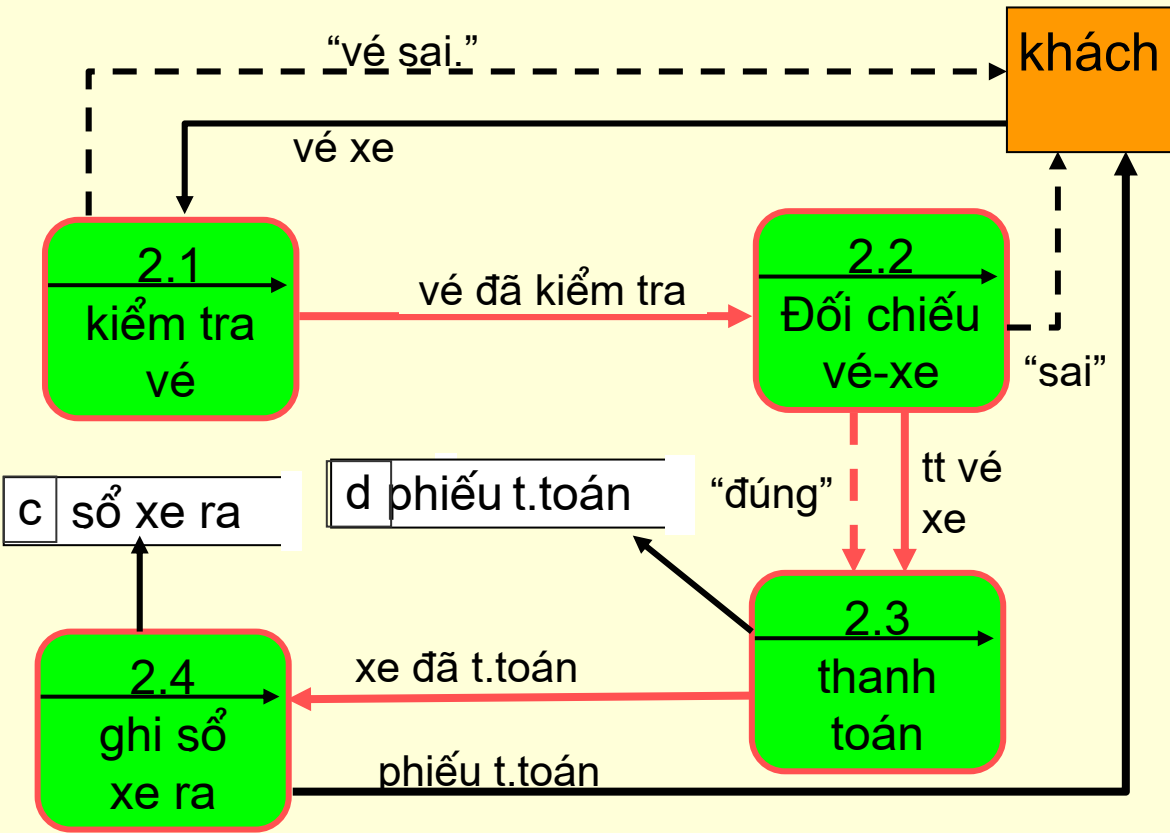 “vé sai.”
khách
vé xe
2.1
kiểm tra
vé
vé đã kiểm tra
2.2
Đối chiếu
vé-xe
“sai”
c sổ xe ra
d phiếu t.toán
“đúng”
tt vé
xe
2.3
thanh
toán
xe đã t.toán
2.4
ghi sổ
xe ra
phiếu t.toán